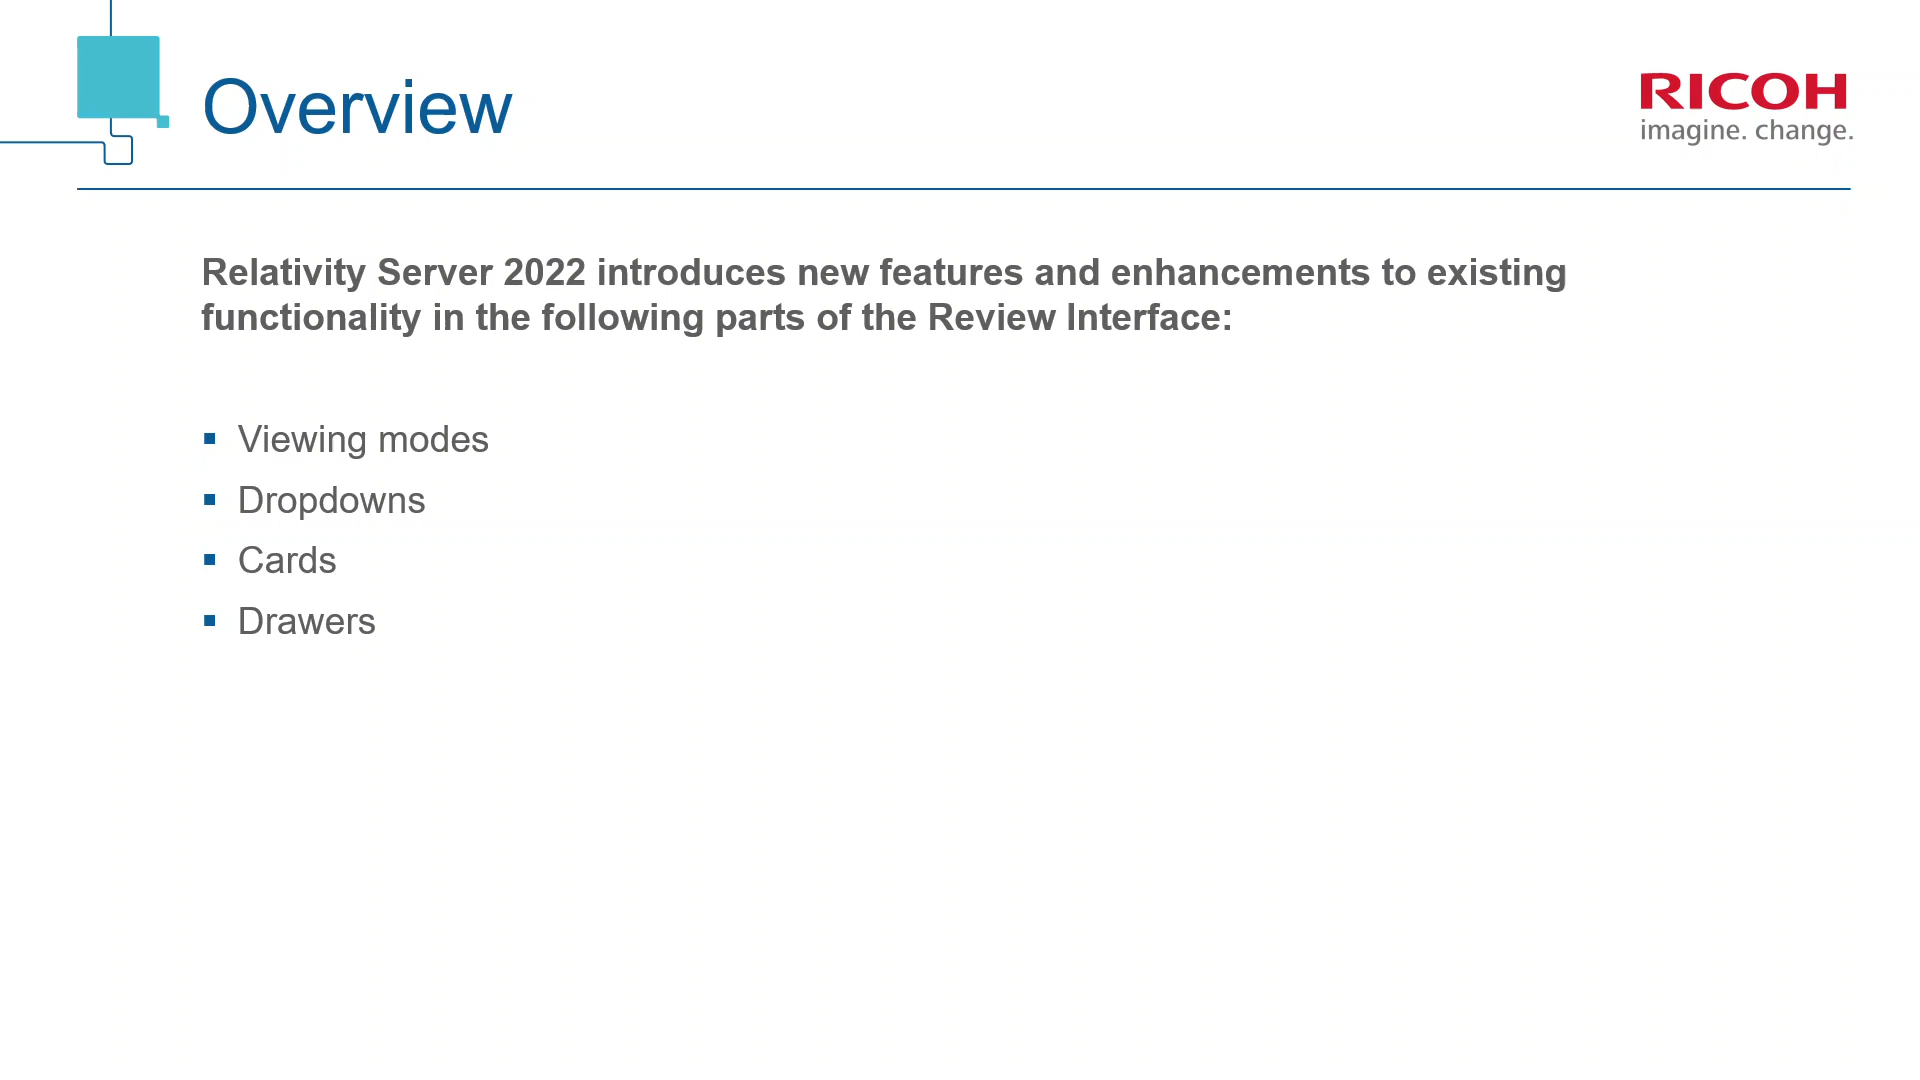 Overview
RICOH
imagine. change.
Relativity Server 2022 introduces new features and enhancements to existing
functionality in the following parts of the Review Interface:
▪ Viewing modes
▪ Dropdowns
▪ Cards
▪ Drawers